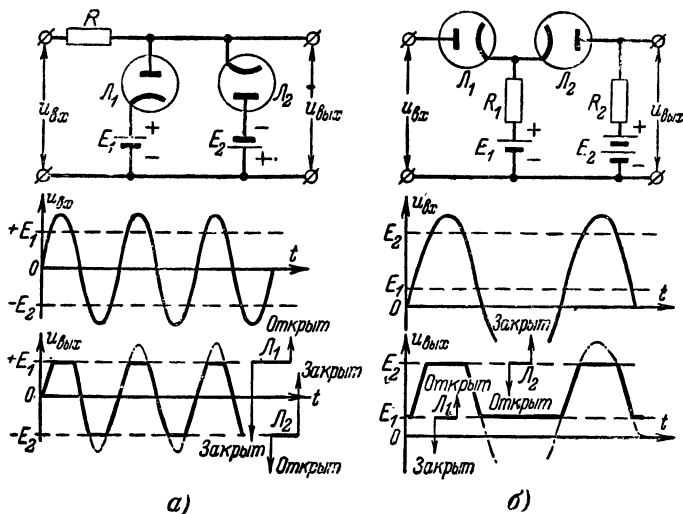 R
Л₁
Л₂
uвх
uвых
E₁
+
−
E₂
−
+
Л₁
Л₂
R₁
R₂
uвх
uвых
E₁
+
−
E₂
+
−
uвх
+E₁
0
−E₂
t
uвых
+E₁
0
−E₂
t
Открыт
Л₁
Закрыт
Закрыт
Л₂
Открыт
а)
uвх
E₂
E₁
0
t
uвых
E₂
E₁
0
t
Закрыт
Л₂
Открыт
Открыт
Л₁
Закрыт
б)